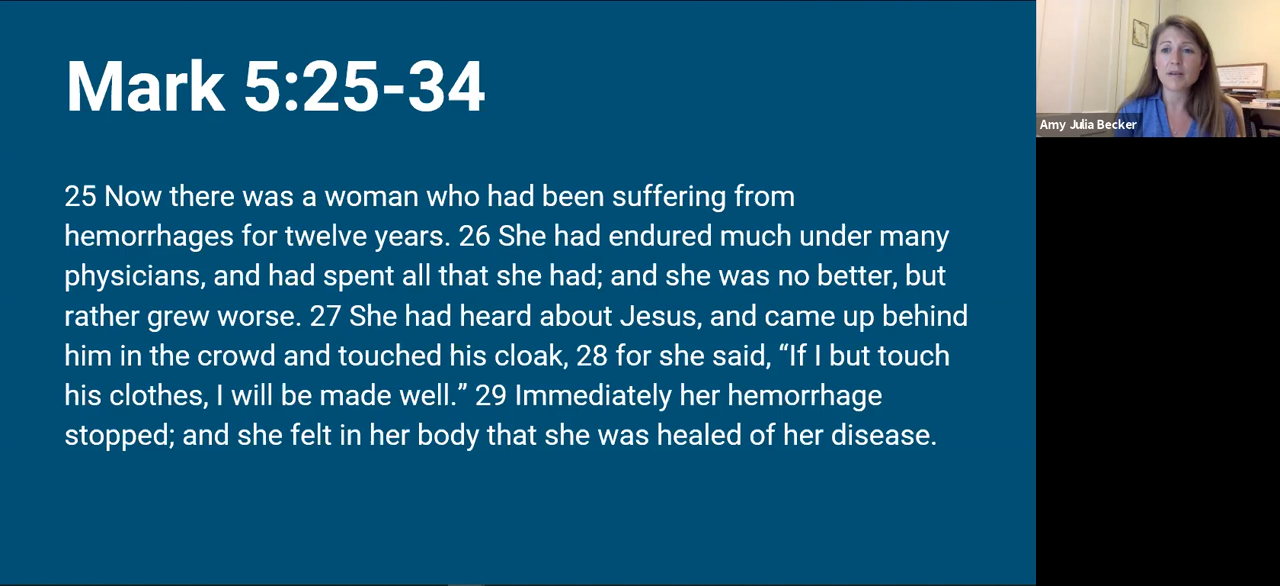 Mark 5:25-34
25 Now there was a woman who had been suffering from
hemorrhages for twelve years. 26 She had endured much under many
physicians, and had spent all that she had; and she was no better, but
rather grew worse. 27 She had heard about Jesus, and came up behind
him in the crowd and touched his cloak, 28 for she said, “If I but touch
his clothes, I will be made well.” 29 Immediately her hemorrhage
stopped; and she felt in her body that she was healed of her disease.
Amy Julia Becker